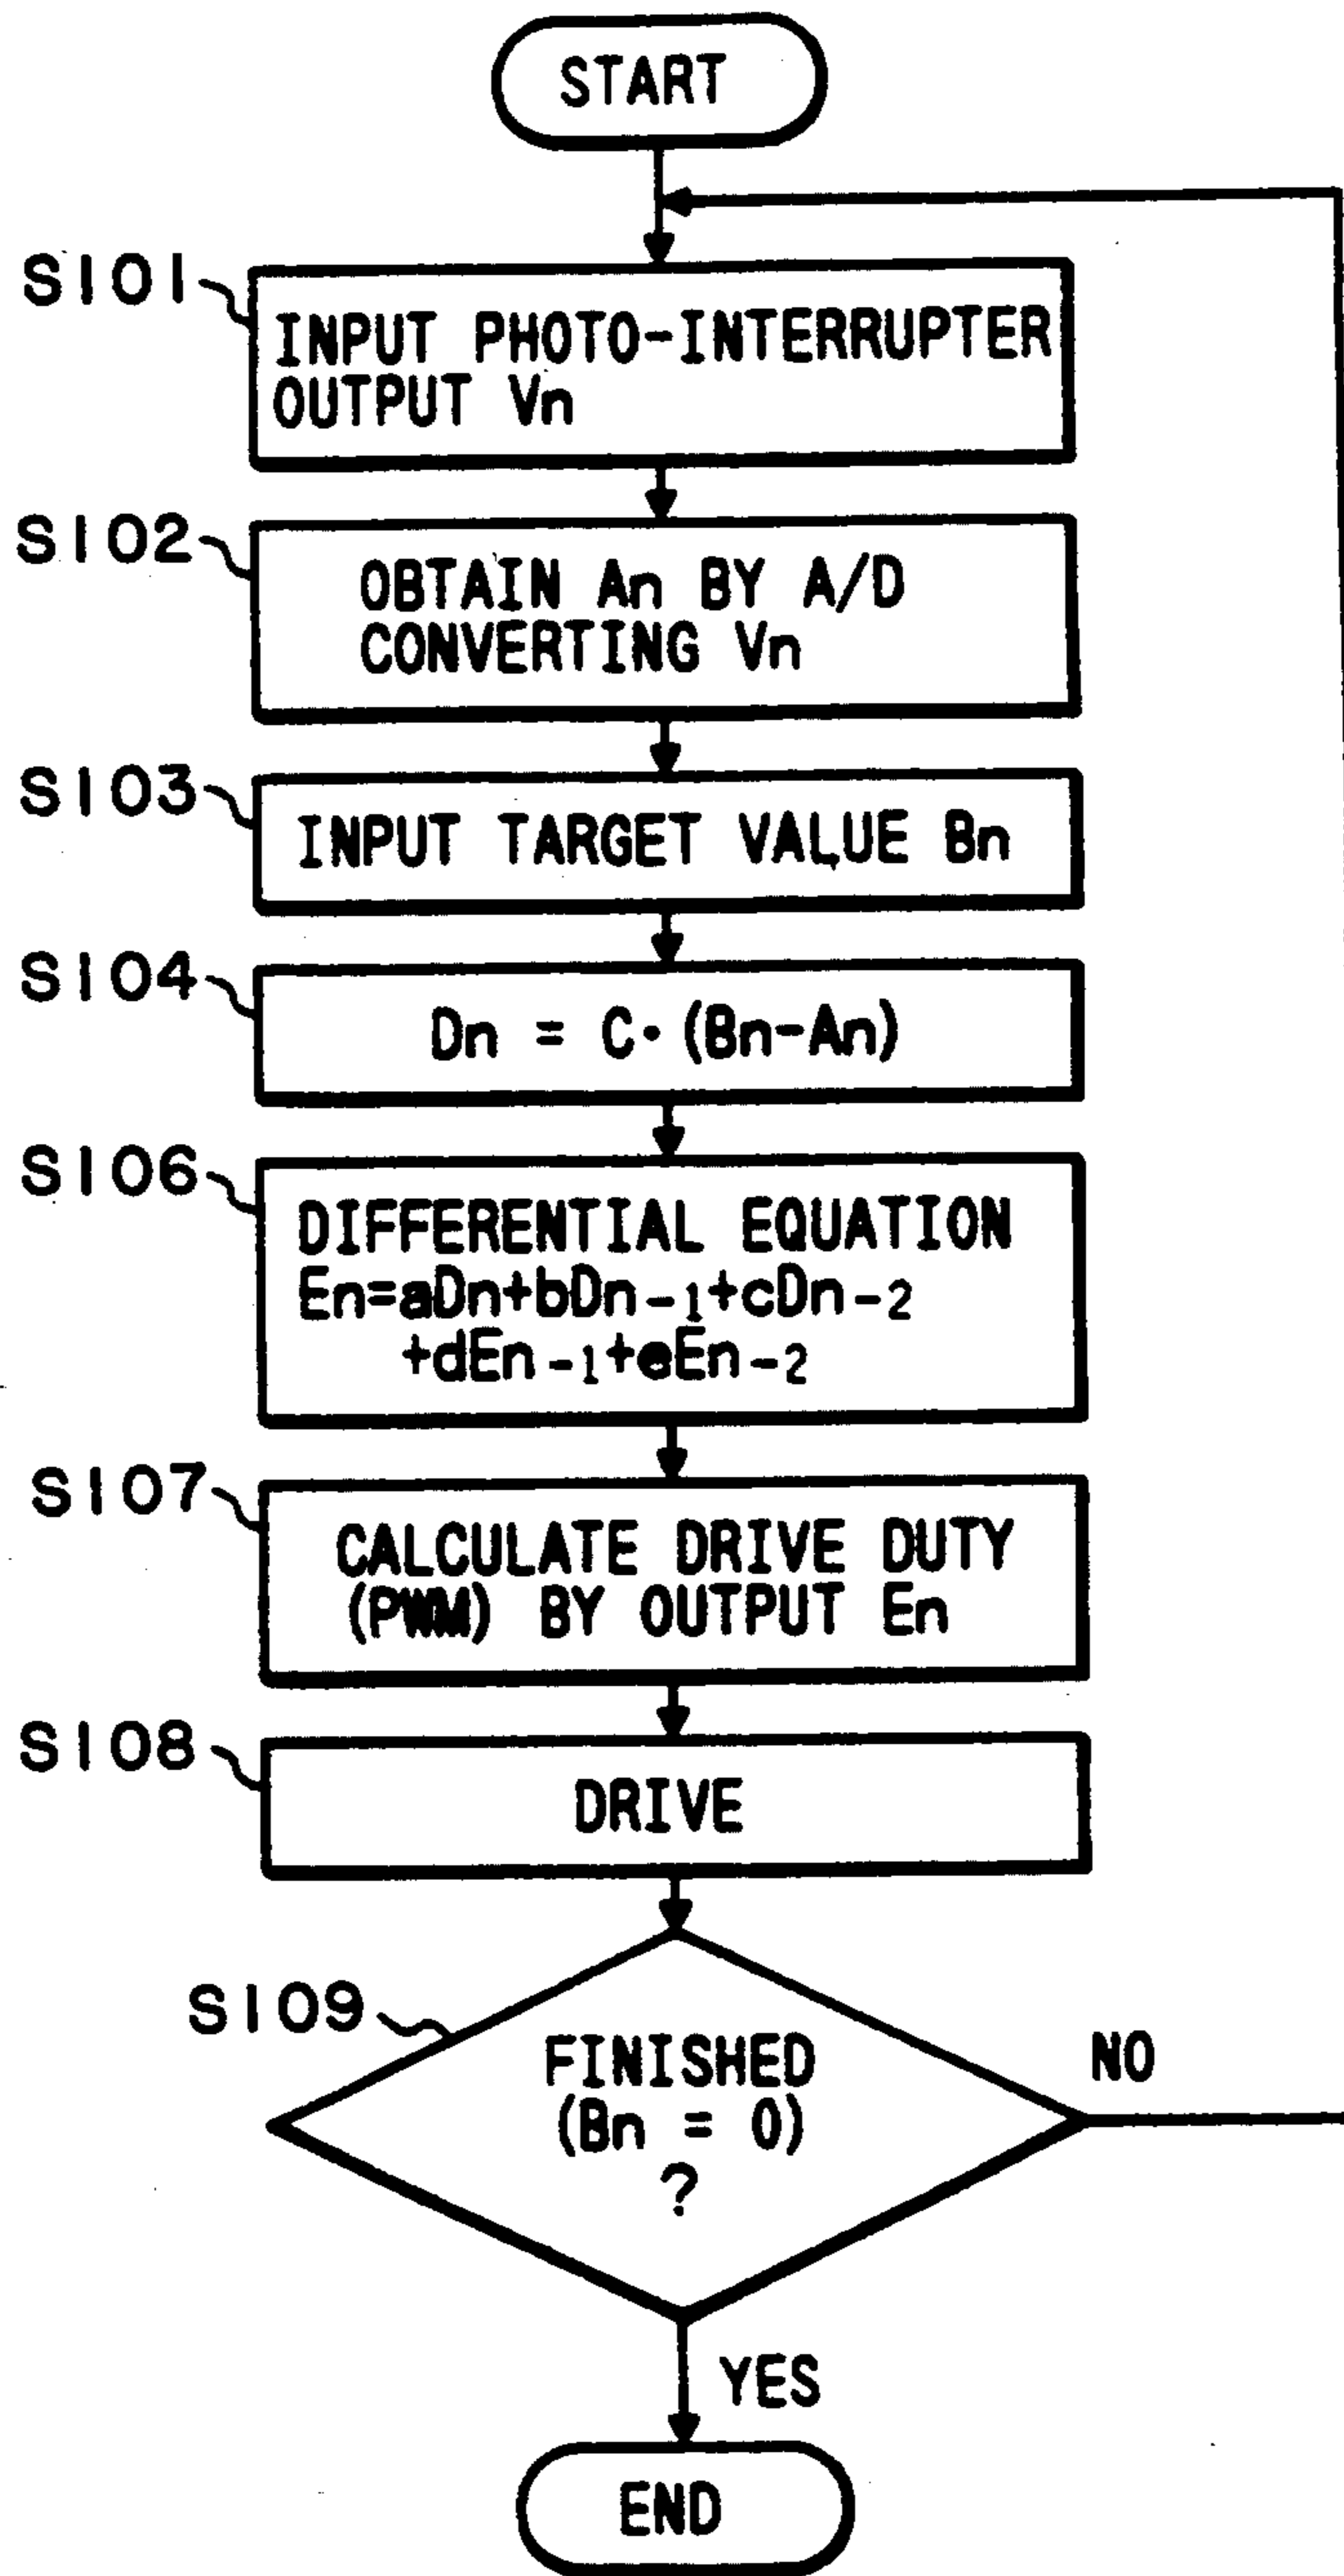 START
S101
INPUT PHOTO-INTERRUPTER
OUTPUT Vn
S102
OBTAIN An BY A/D
CONVERTING Vn
S103
INPUT TARGET VALUE Bn
S104
Dn = C·(Bn-An)
S106
DIFFERENTIAL EQUATION
En=aDn+bDn-1+cDn-2
+dEn-1+eEn-2
S107
CALCULATE DRIVE DUTY
(PWM) BY OUTPUT En
S108
DRIVE
S109
FINISHED
(Bn = 0)
?
NO
YES
END